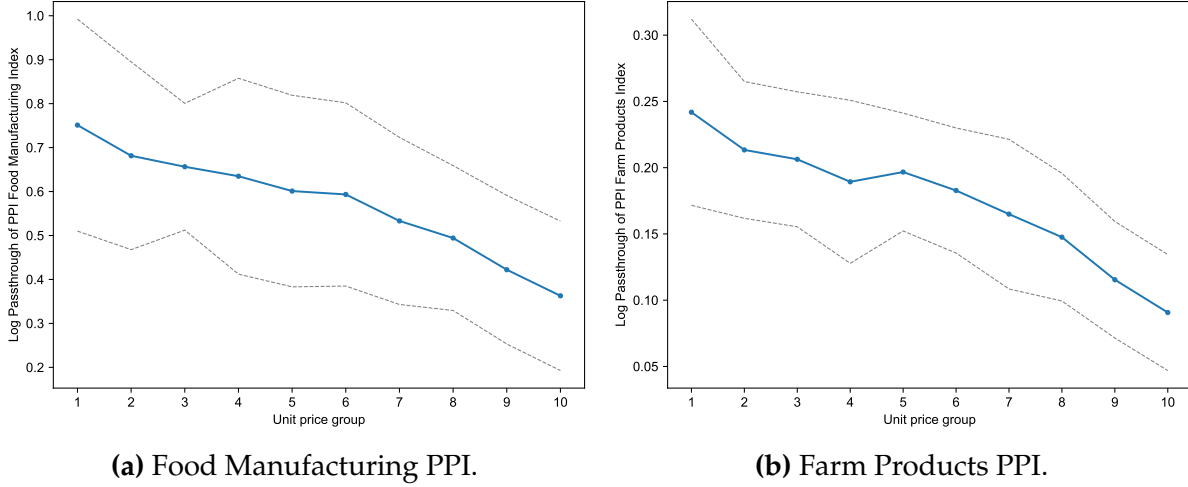 Log Passthrough of PPI Food Manufacturing Index
1.0
0.9
0.8
0.7
0.6
0.5
0.4
0.3
0.2
1 2 3 4 5 6 7 8 9 10
Unit price group
(a) Food Manufacturing PPI.
Log Passthrough of PPI Farm Products Index
0.30
0.25
0.20
0.15
0.10
0.05
1 2 3 4 5 6 7 8 9 10
Unit price group
(b) Farm Products PPI.